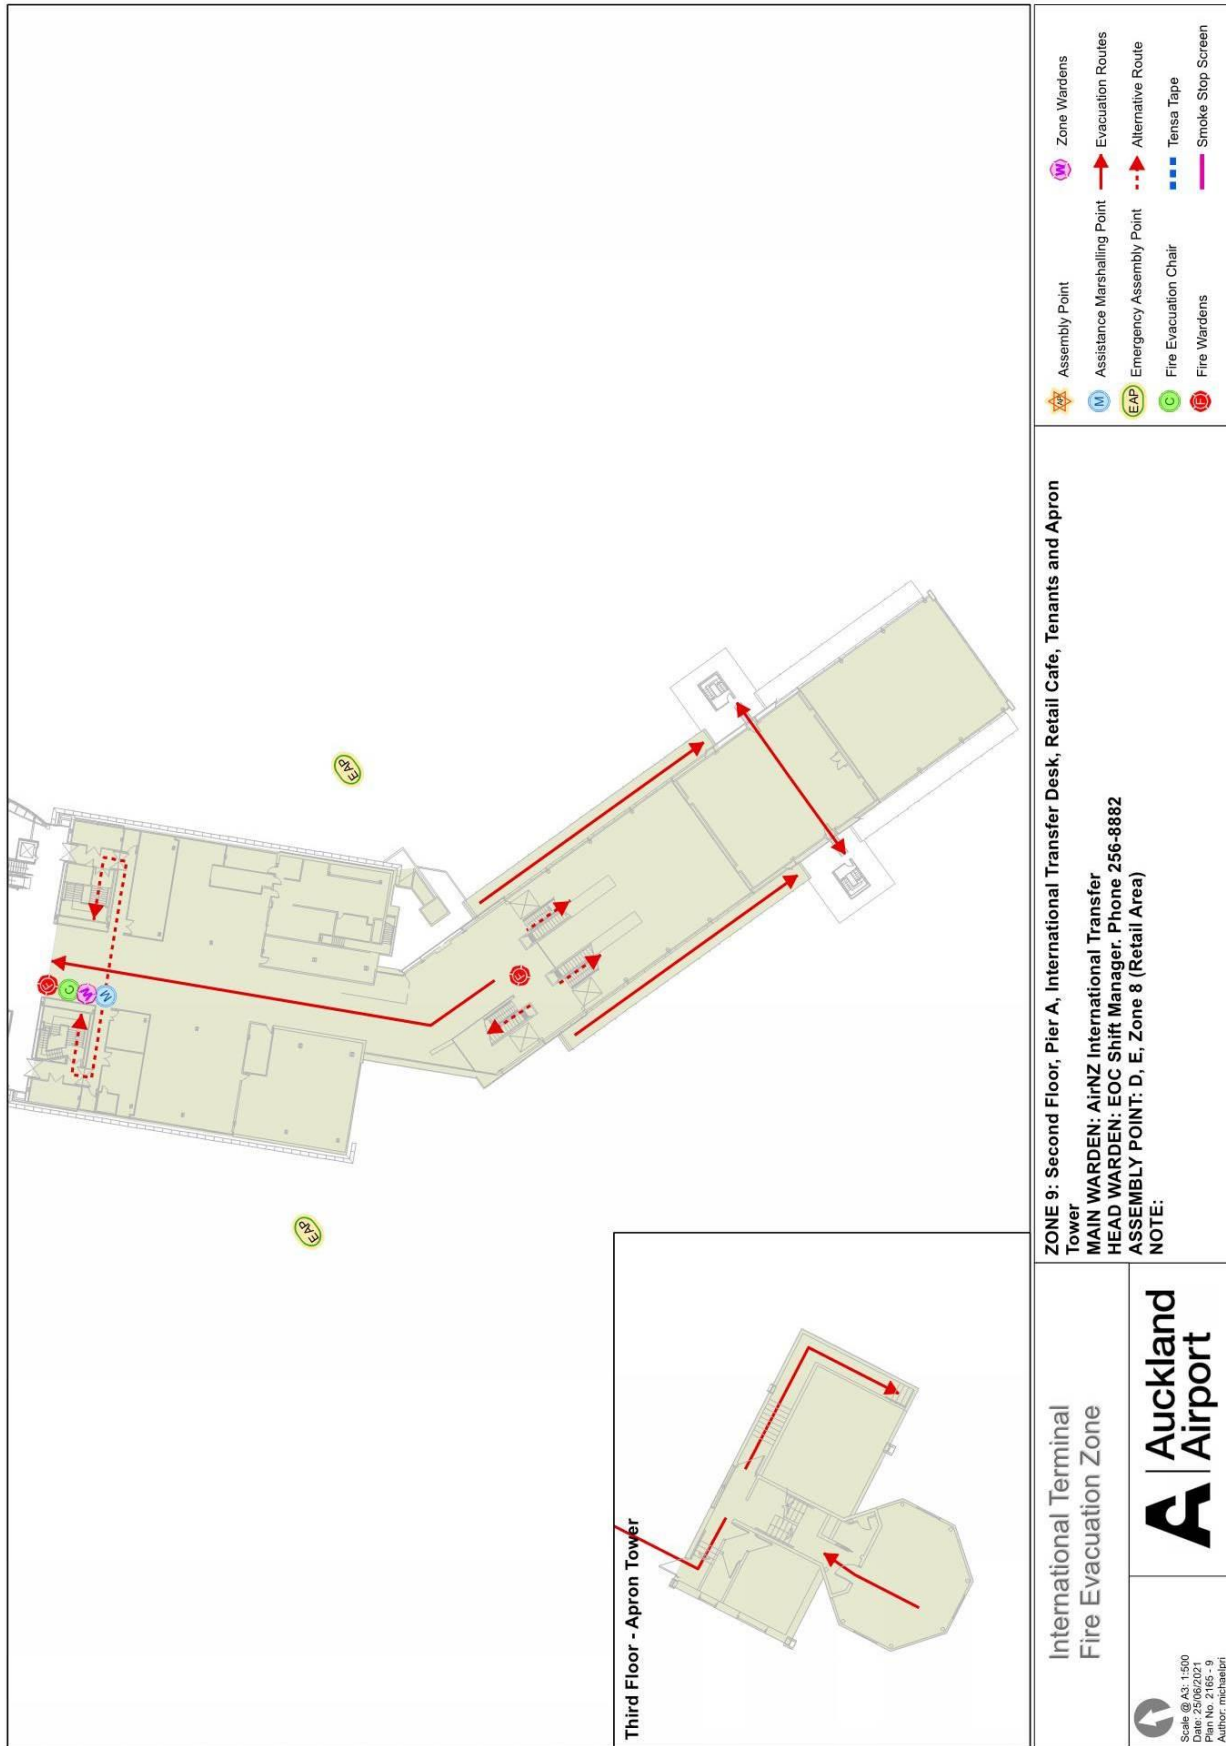 EAP
EAP
F
C
W
M
F
Third Floor - Apron Tower
International Terminal
Fire Evacuation Zone
Scale @ A3: 1:500
Date: 25/06/2021
Plan No. 2165 - 9
Author: michaelpri
A | Auckland
Airport
ZONE 9: Second Floor, Pier A, International Transfer Desk, Retail Cafe, Tenants and Apron
Tower
MAIN WARDEN: AirNZ International Transfer
HEAD WARDEN: EOC Shift Manager. Phone 256-8882
ASSEMBLY POINT: D, E, Zone 8 (Retail Area)
NOTE:
Assembly Point
M Assistance Marshalling Point
EAP Emergency Assembly Point
C Fire Evacuation Chair
F Fire Wardens
W Zone Wardens
Evacuation Routes
Alternative Route
Tensa Tape
Smoke Stop Screen